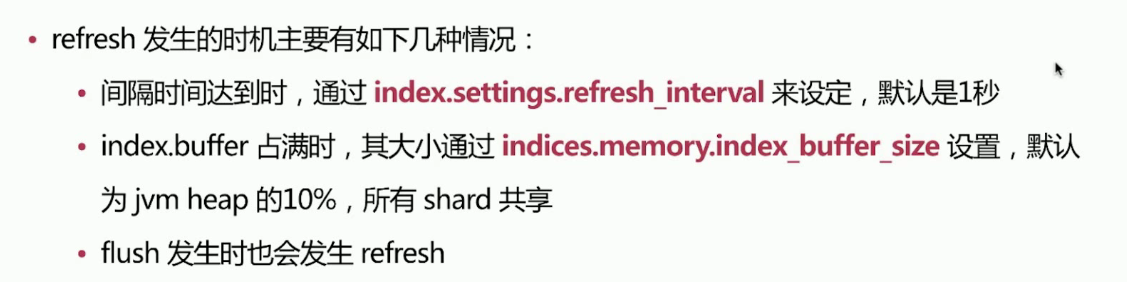 • refresh 发生的时机主要有如下几种情况：
• 间隔时间达到时，通过 index.settings.refresh_interval 来设定，默认是1秒
• index.buffer 占满时，其大小通过 indices.memory.index_buffer_size 设置，默认
为 jvm heap 的10%，所有 shard 共享
• flush 发生时也会发生 refresh